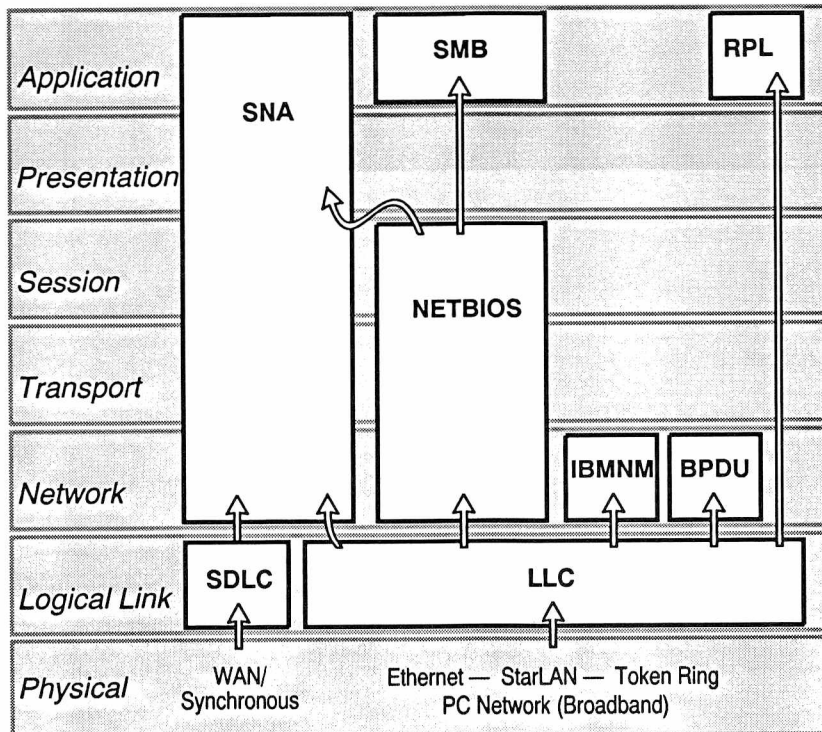 Application
SNA
SMB
RPL
Presentation
Session
NETBIOS
Transport
Network
IBMNM
BPDU
Logical Link
SDLC
LLC
Physical
WAN/
Synchronous
Ethernet — StarLAN — Token Ring
PC Network (Broadband)